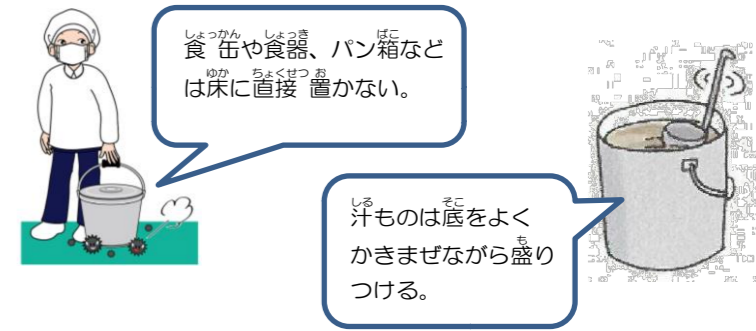 食缶や食器、パン箱など
は床に直接置かない。
汁ものは底をよく
かきまぜながら盛り
つける。